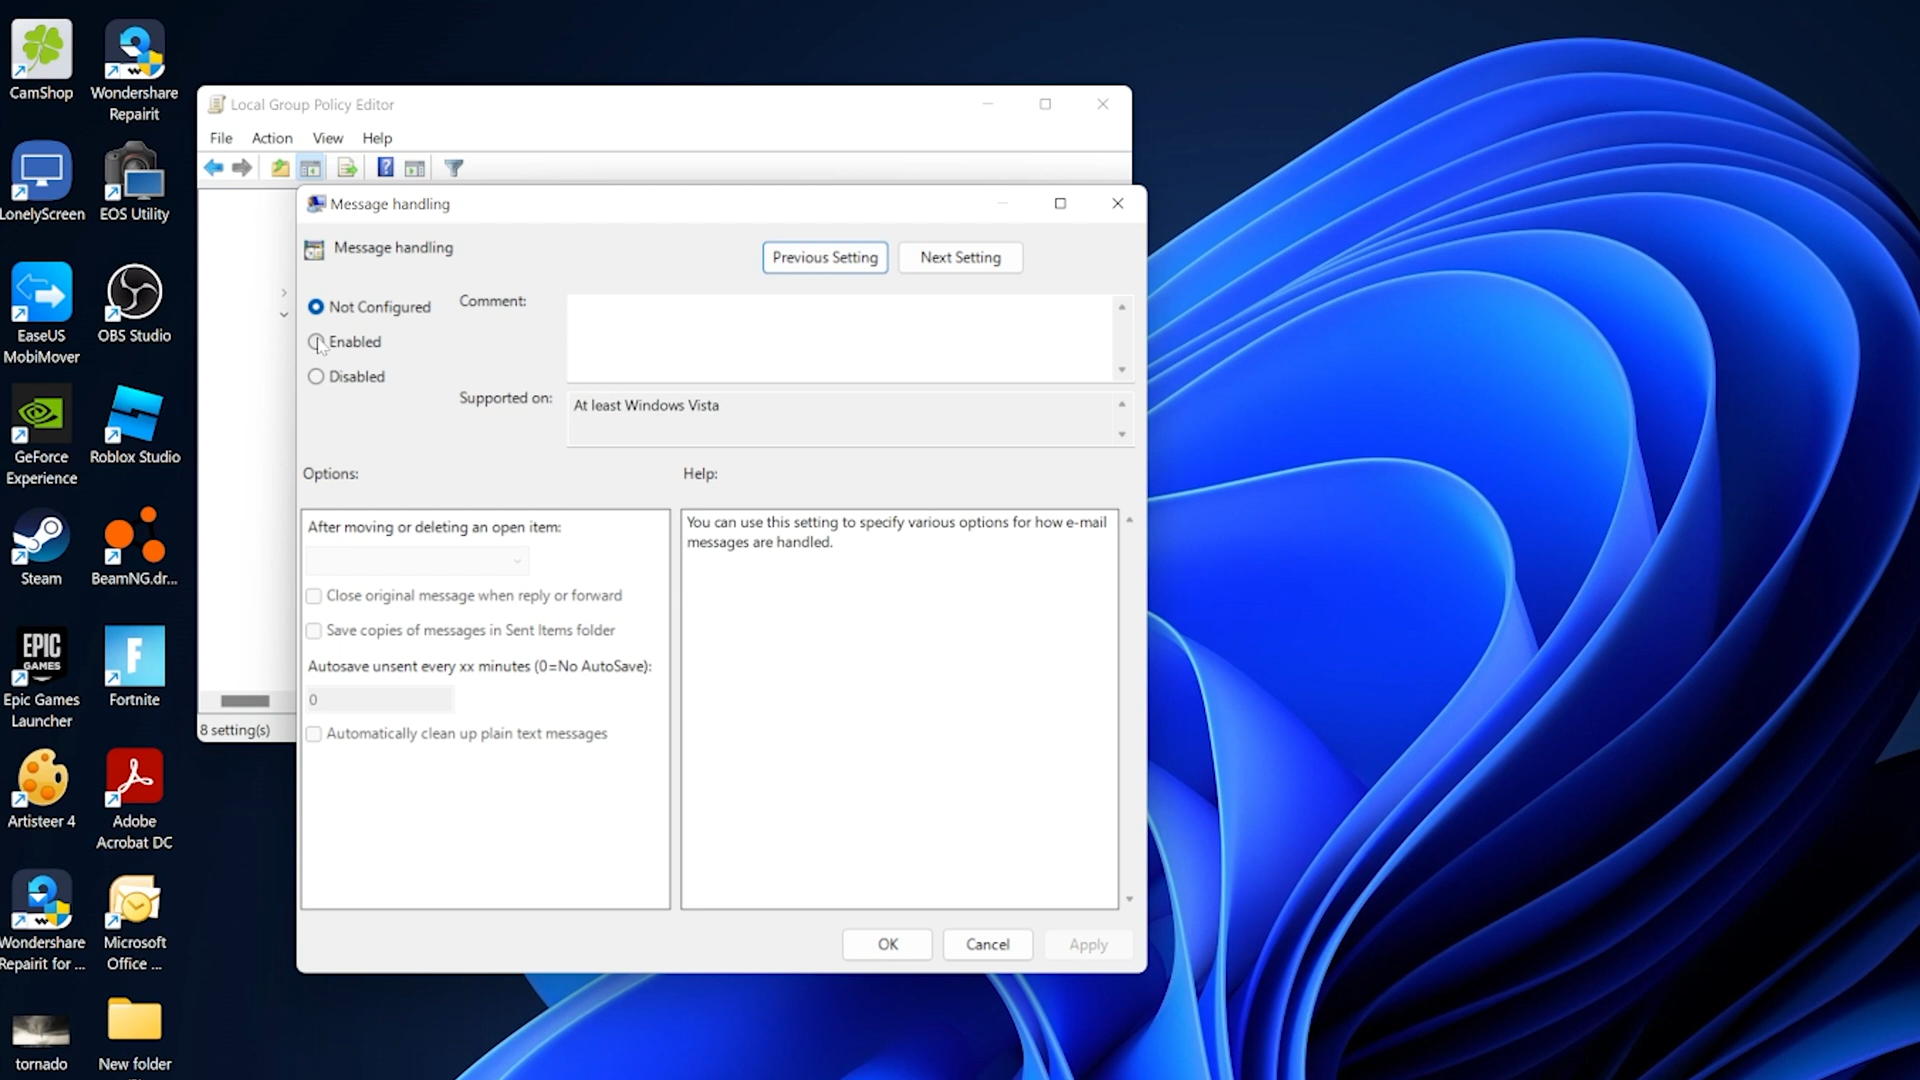 CamShop
Wondershare
Repairit
LonelyScreen
EOS Utility
EaseUS
MobiMover
OBS Studio
GeForce
Experience
Roblox Studio
Steam
BeamNG.dr...
EPIC
GAMES
Epic Games
Launcher
F
Fortnite
Artisteer 4
Adobe
Acrobat DC
Wondershare
Repairit for ...
Microsoft
Office ...
tornado
New folder
Local Group Policy Editor
File Action View Help
8 setting(s)
Message handling
Message handling
Previous Setting
Next Setting
Not Configured
Enabled
Disabled
Comment:
Supported on:
At least Windows Vista
Options:
Help:
After moving or deleting an open item:
Close original message when reply or forward
Save copies of messages in Sent Items folder
Autosave unsent every xx minutes (0=No AutoSave):
0
Automatically clean up plain text messages
You can use this setting to specify various options for how e-mail
messages are handled.
OK
Cancel
Apply